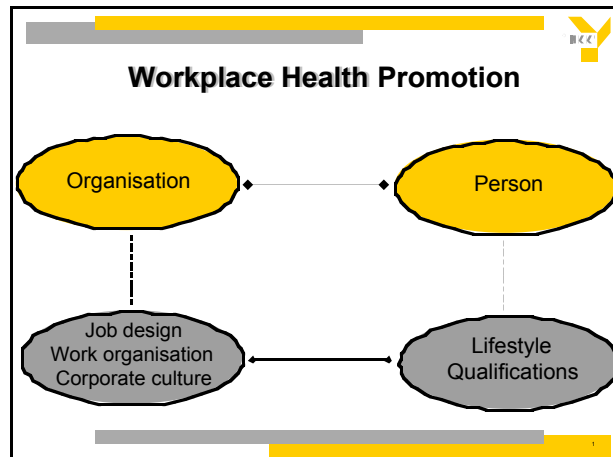 Workplace Health Promotion
Organisation
Person
Job design
Work organisation
Corporate culture
Lifestyle
Qualifications
1